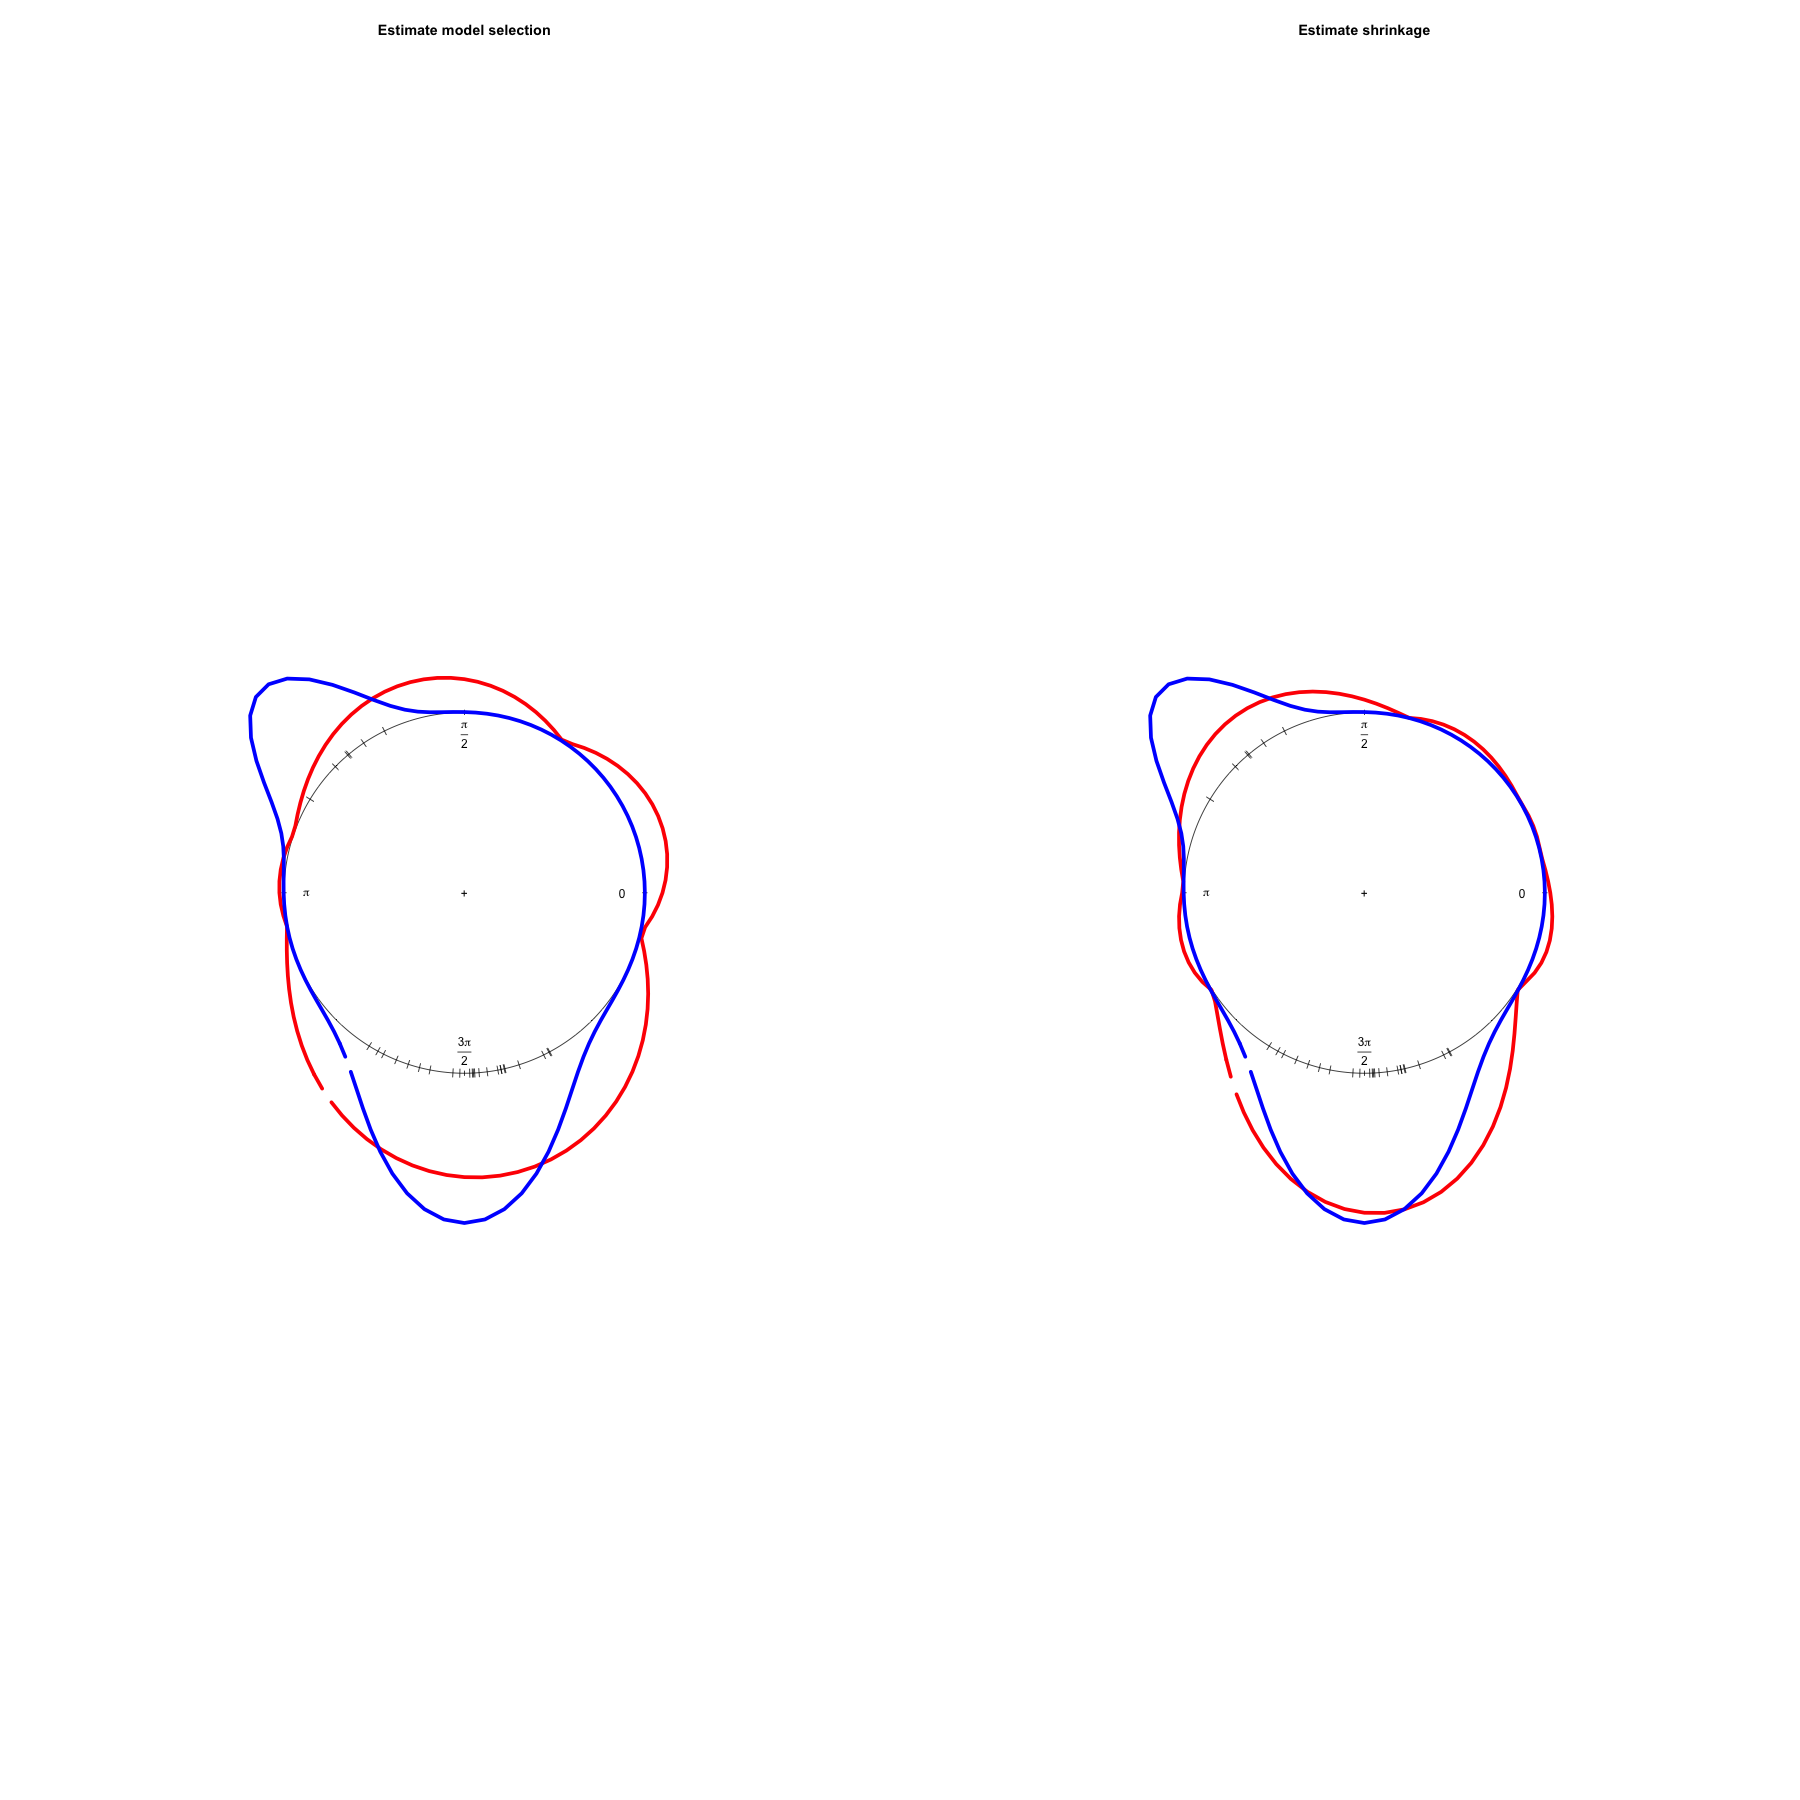 Estimate model selection
Estimate shrinkage
π
2
π
0
3π
2
π
2
π
0
3π
2